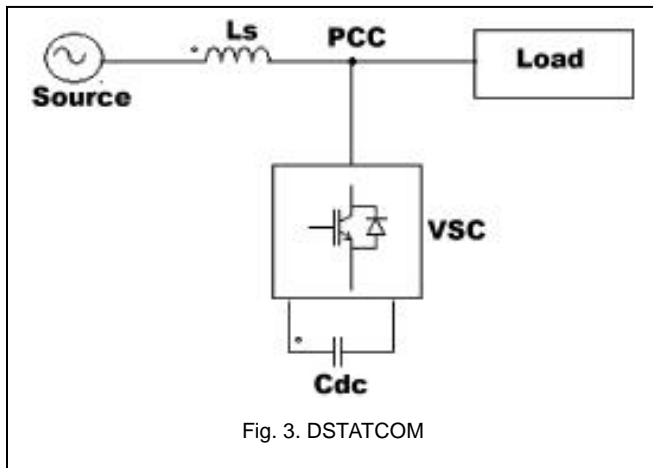 Ls
PCC
Load
Source
VSC
Cdc
Fig. 3. DSTATCOM